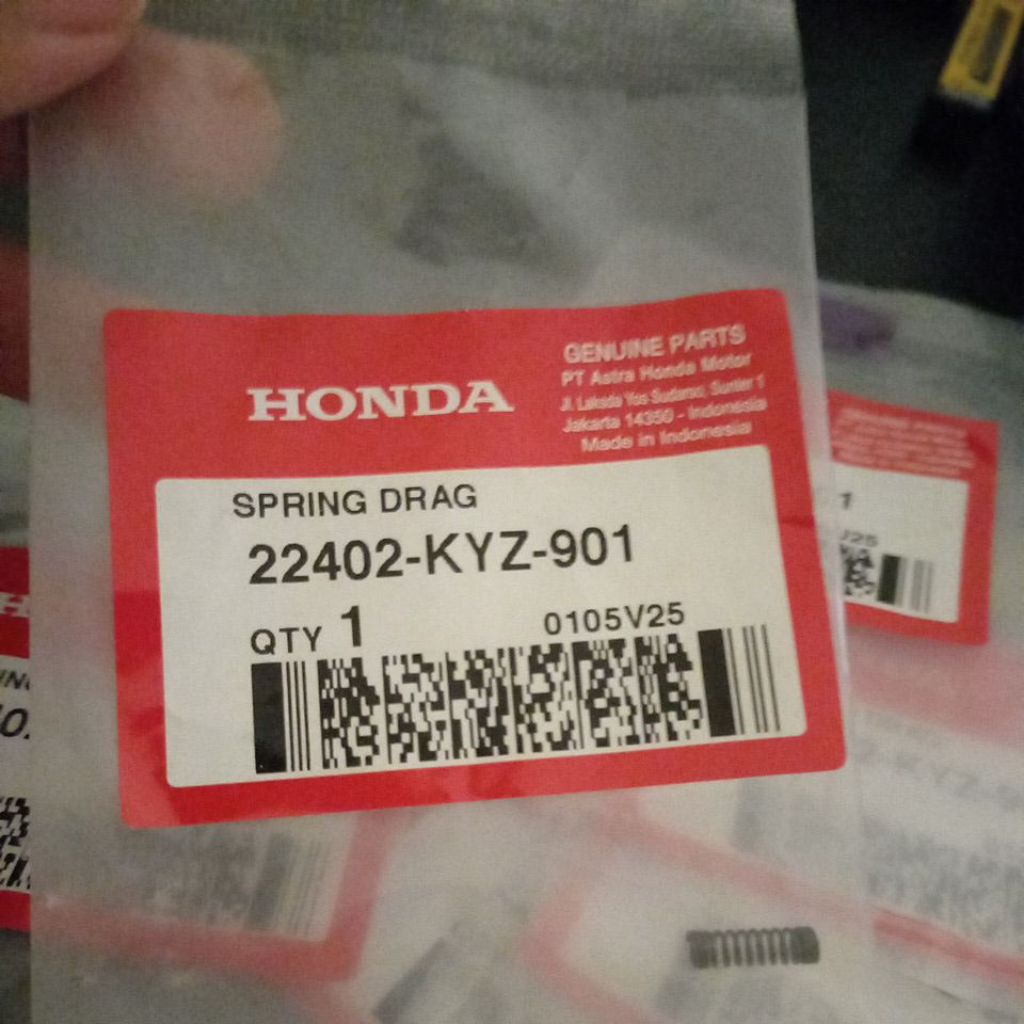 HONDA
GENUINE PARTS
PT Astra Honda Motor
Jl. Laksda Yos Sudarso, Sunter 1
Jakarta 14350 - Indonesia
Made in Indonesia
SPRING DRAG
22402-KYZ-901
QTY 1
0105V25
1